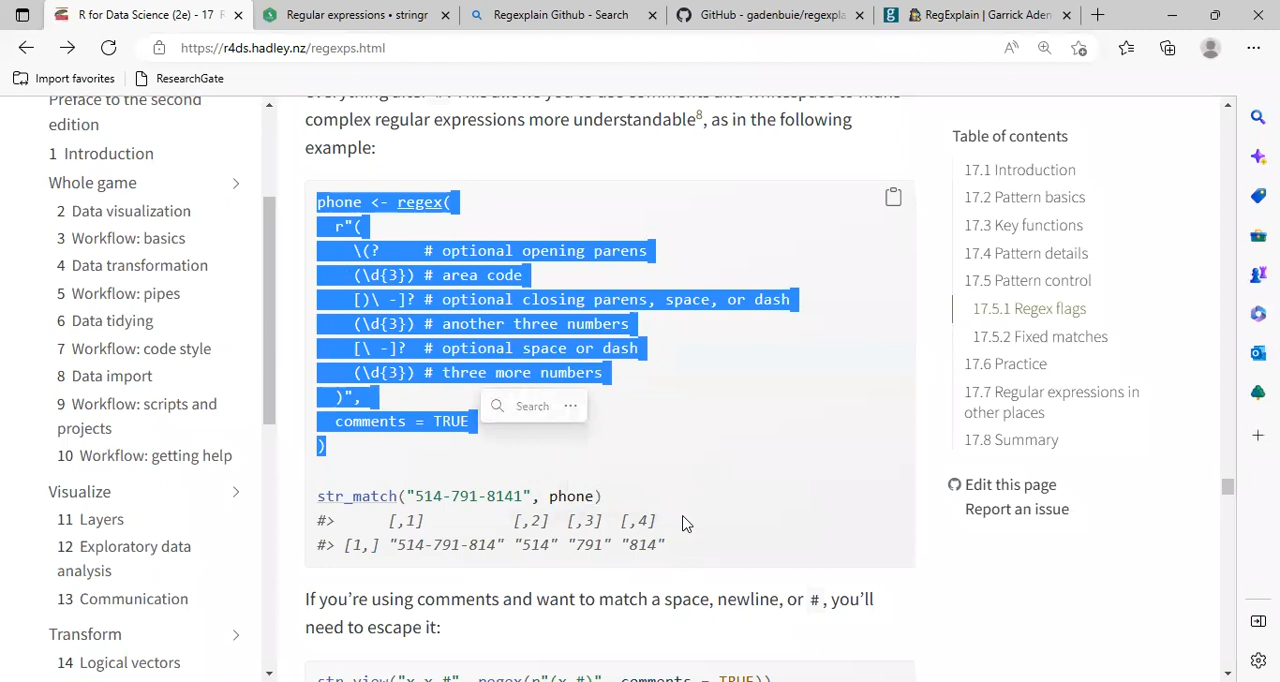 R for Data Science (2e) - 17
Regular expressions • stringr
Regexplain Github - Search
GitHub - gadenbuie/regexpla
RegExplain | Garrick Aden
https://r4ds.hadley.nz/regexps.html
Import favorites
ResearchGate
Preface to the second
edition
1 Introduction
Whole game
2 Data visualization
3 Workflow: basics
4 Data transformation
5 Workflow: pipes
6 Data tidying
7 Workflow: code style
8 Data import
9 Workflow: scripts and
projects
10 Workflow: getting help
Visualize
11 Layers
12 Exploratory data
analysis
13 Communication
Transform
14 Logical vectors
complex regular expressions more understandable8, as in the following
example:
phone <- regex(
r"(
\(? # optional opening parens
(\d{3}) # area code
[)\ -]? # optional closing parens, space, or dash
(\d{3}) # another three numbers
[\ -]? # optional space or dash
(\d{3}) # three more numbers
)",
comments = TRUE
)
Search
str_match("514-791-8141", phone)
#> [,1] [,2] [,3] [,4]
#> [1,] "514-791-814" "514" "791" "814"
If you're using comments and want to match a space, newline, or #, you'll
need to escape it:
Table of contents
17.1 Introduction
17.2 Pattern basics
17.3 Key functions
17.4 Pattern details
17.5 Pattern control
17.5.1 Regex flags
17.5.2 Fixed matches
17.6 Practice
17.7 Regular expressions in
other places
17.8 Summary
Edit this page
Report an issue